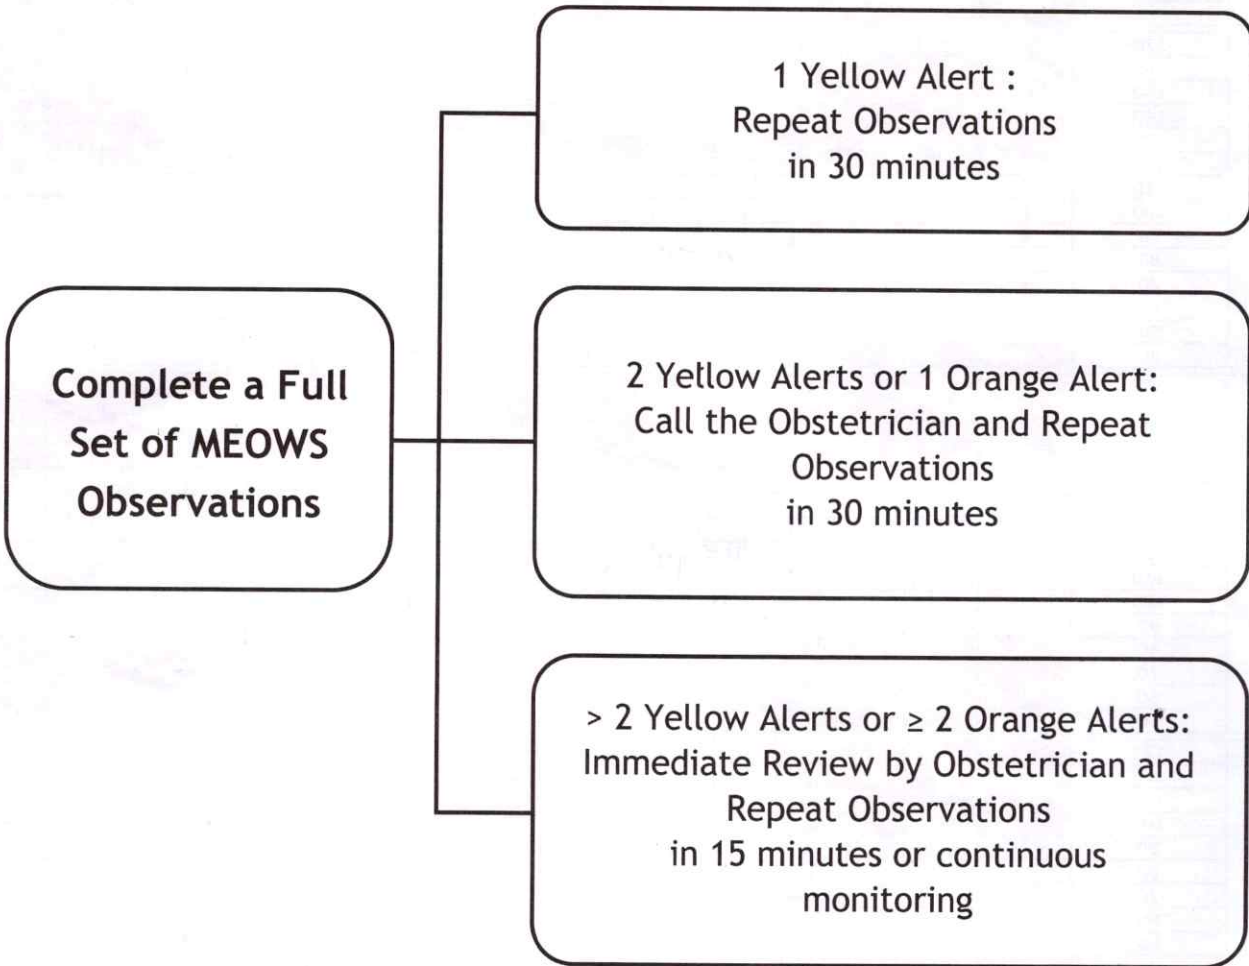 1 Yellow Alert :
Repeat Observations
in 30 minutes
Complete a Full
Set of MEOWS
Observations
2 Yellow Alerts or 1 Orange Alert:
Call the Obstetrician and Repeat
Observations
in 30 minutes
> 2 Yellow Alerts or ≥ 2 Orange Alerts:
Immediate Review by Obstetrician and
Repeat Observations
in 15 minutes or continuous
monitoring